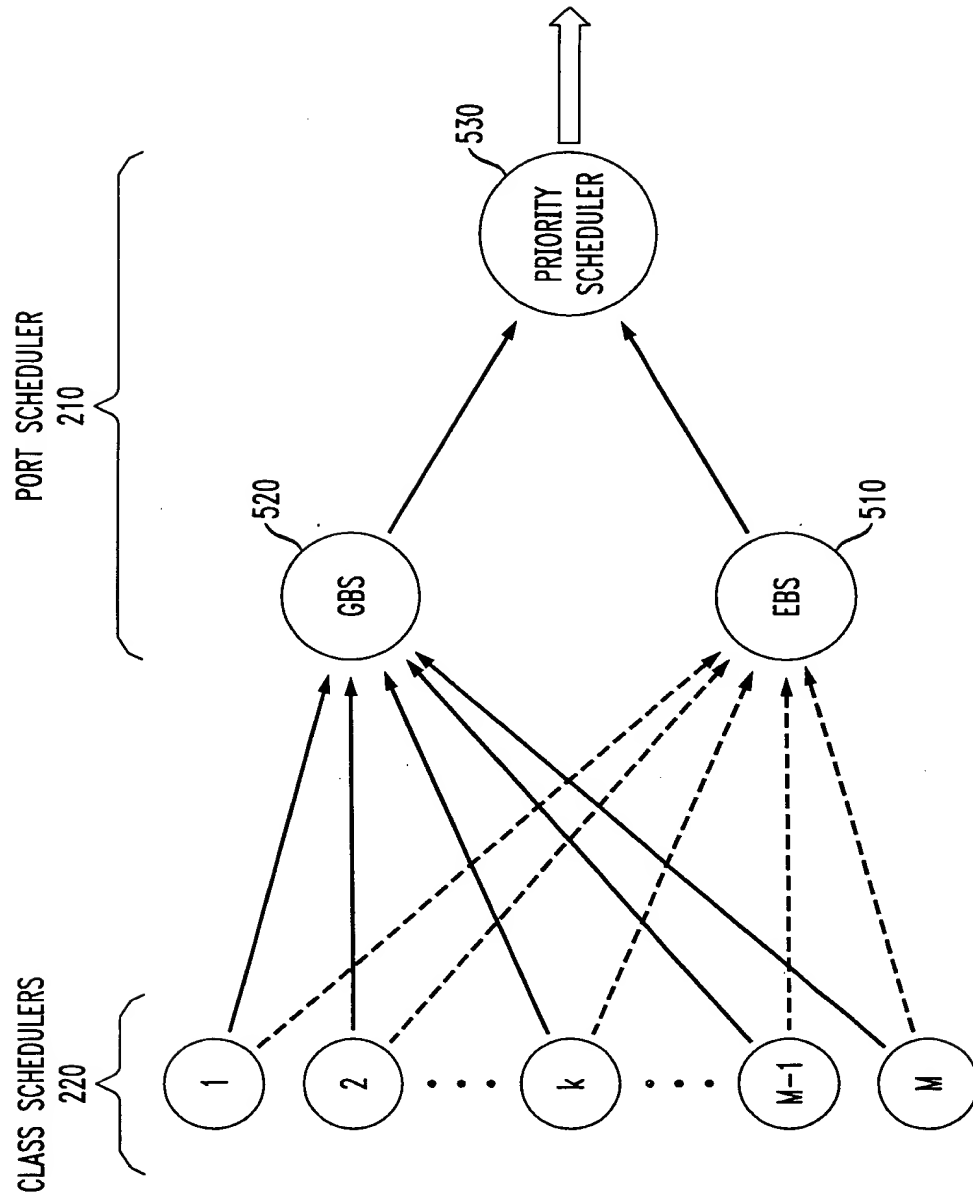 CLASS SCHEDULERS
220
PORT SCHEDULER
210
1
2
k
M-1
M
GBS
520
EBS
510
PRIORITY
SCHEDULER
530